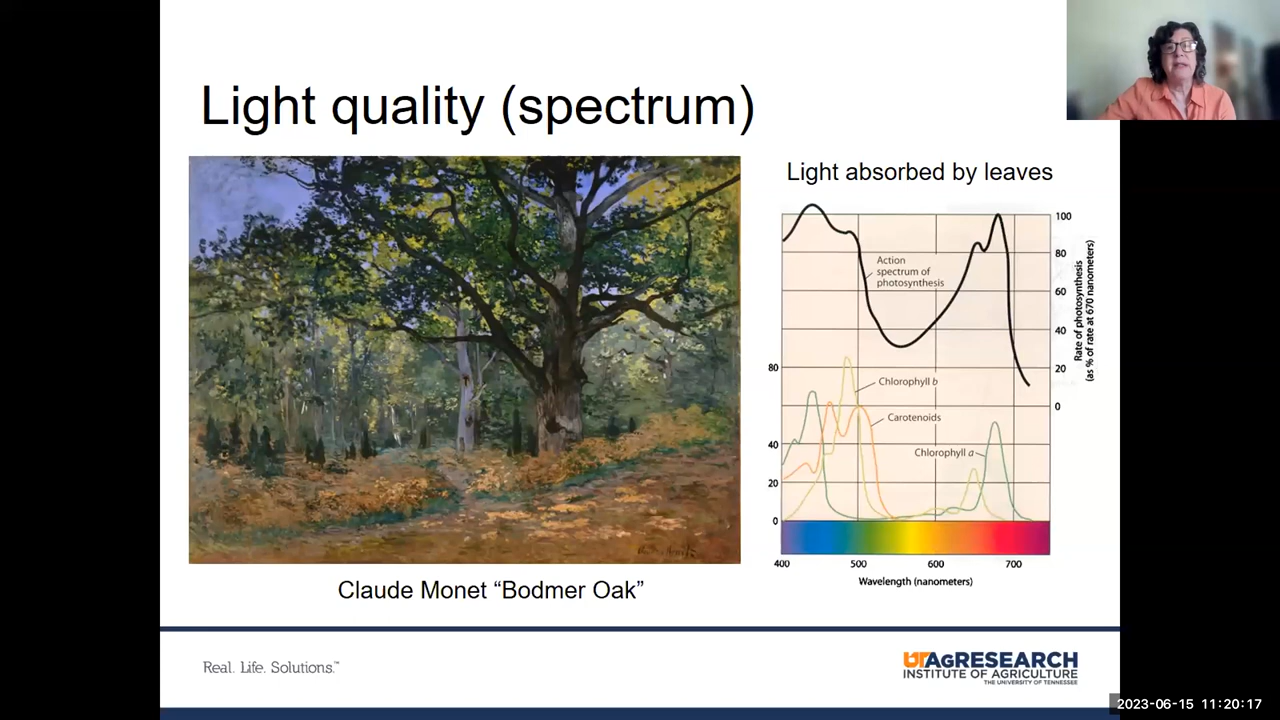 Light quality (spectrum)
Light absorbed by leaves
100
80
60
40
20
0
Action
spectrum of
photosynthesis
Rate of photosynthesis
(as % of rate at 670 nanometers)
80
40
20
0
Chlorophyll b
Carotenoids
Chlorophyll a
400 500 600 700
Wavelength (nanometers)
Claude Monet “Bodmer Oak”
Real. Life. Solutions.™
UT AGRESEARCH
INSTITUTE OF AGRICULTURE
THE UNIVERSITY OF TENNESSEE
2023-06-15 11:20:17